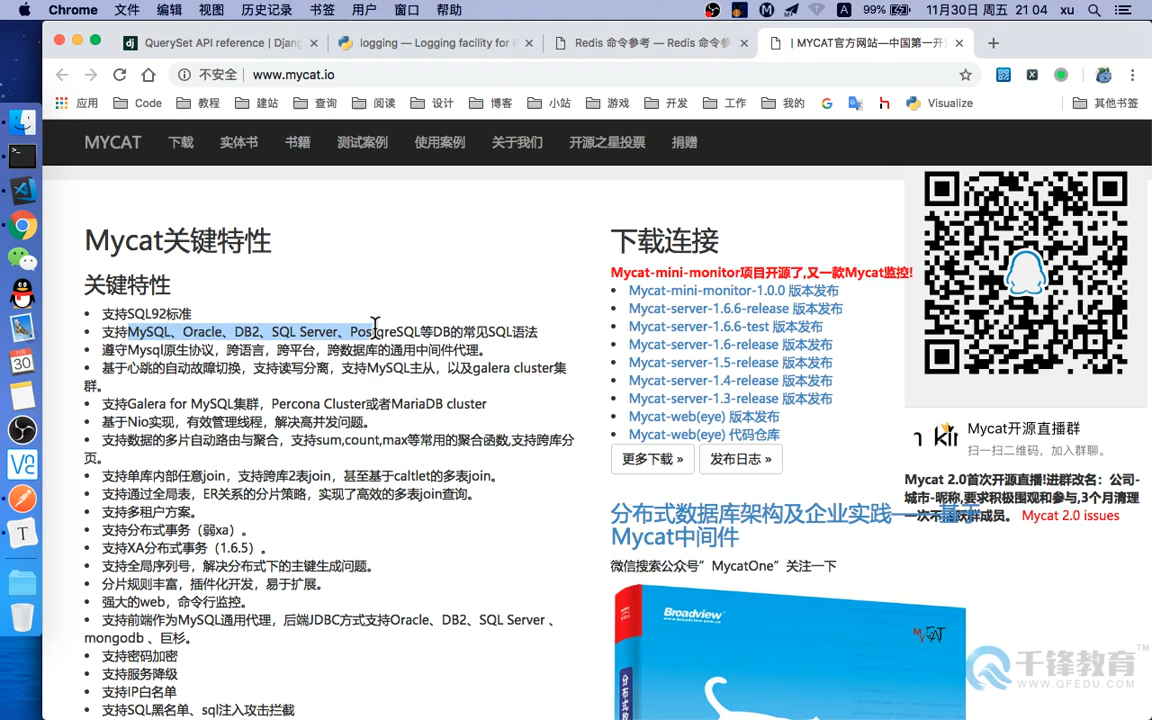 Chrome 文件 编辑 视图 历史记录 书签 用户 窗口 帮助 99% 11月30日 周五 21 04 xu
QuerySet API reference | Djang
logging — Logging facility for P
Redis 命令参考 — Redis 命令参
| MYCAT官方网站—中国第一开源
不安全 www.mycat.io
应用 Code 教程 建站 查询 阅读 设计 博客 小站 游戏 开发 工作 我的 Visualize 其他书签
MYCAT 下载 实体书 书籍 测试案例 使用案例 关于我们 开源之星投票 捐赠
Mycat关键特性
关键特性
支持SQL92标准
支持MySQL、Oracle、DB2、SQL Server、PostgreSQL等DB的常见SQL语法
遵守Mysql原生协议，跨语言，跨平台，跨数据库的通用中间件代理。
基于心跳的自动故障切换，支持读写分离，支持MySQL主从，以及galera cluster集
群。
支持Galera for MySQL集群，Percona Cluster或者MariaDB cluster
基于Nio实现，有效管理线程，解决高并发问题。
支持数据的多片自动路由与聚合，支持sum,count,max等常用的聚合函数,支持跨库分
页。
支持单库内部任意join，支持跨库2表join，甚至基于caltlet的多表join。
支持通过全局表，ER关系的分片策略，实现了高效的多表join查询。
支持多租户方案。
支持分布式事务（弱xa）。
支持XA分布式事务（1.6.5）。
支持全局序列号，解决分布式下的主键生成问题。
分片规则丰富，插件化开发，易于扩展。
强大的web，命令行监控。
支持前端作为MySQL通用代理，后端JDBC方式支持Oracle、DB2、SQL Server 、
mongodb 、巨杉。
支持密码加密
支持服务降级
支持IP白名单
支持SQL黑名单、sql注入攻击拦截
下载连接
Mycat-mini-monitor项目开源了,又一款Mycat监控!
Mycat-mini-monitor-1.0.0 版本发布
Mycat-server-1.6.6-release 版本发布
Mycat-server-1.6.6-test 版本发布
Mycat-server-1.6-release 版本发布
Mycat-server-1.5-release 版本发布
Mycat-server-1.4-release 版本发布
Mycat-server-1.3-release 版本发布
Mycat-web(eye) 版本发布
Mycat-web(eye) 代码仓库
更多下载 » 发布日志 »
分布式数据库架构及企业实践——基于
Mycat中间件
微信搜索公众号”MycatOne”关注一下
Broadview
www.broadview.com.cn
MyCAT
分布式数
Mycat开源直播群
扫一扫二维码，加入群聊。
Mycat 2.0首次开源直播!进群改名：公司-
城市-昵称,要求积极围观和参与,3个月清理
一次不活跃群成员。 Mycat 2.0 issues
千锋教育 TM
WWW.QFEDU.COM